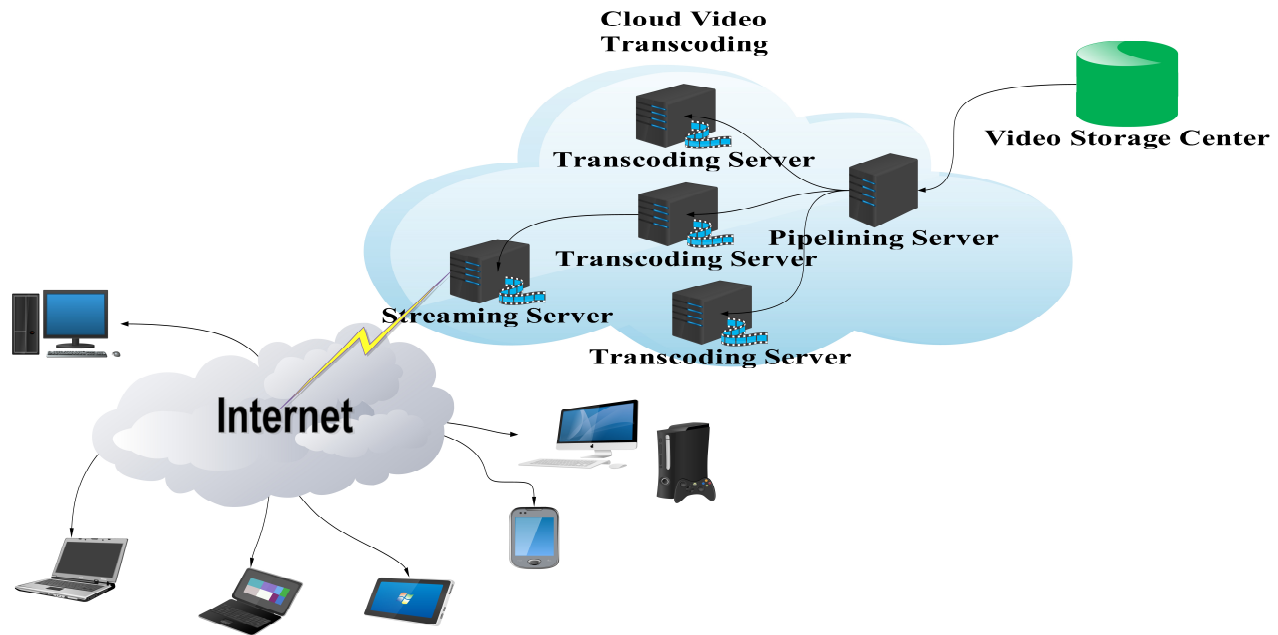 Cloud Video
Transcoding
Video Storage Center
Transcoding Server
Pipelining Server
Transcoding Server
Streaming Server
Transcoding Server
Internet